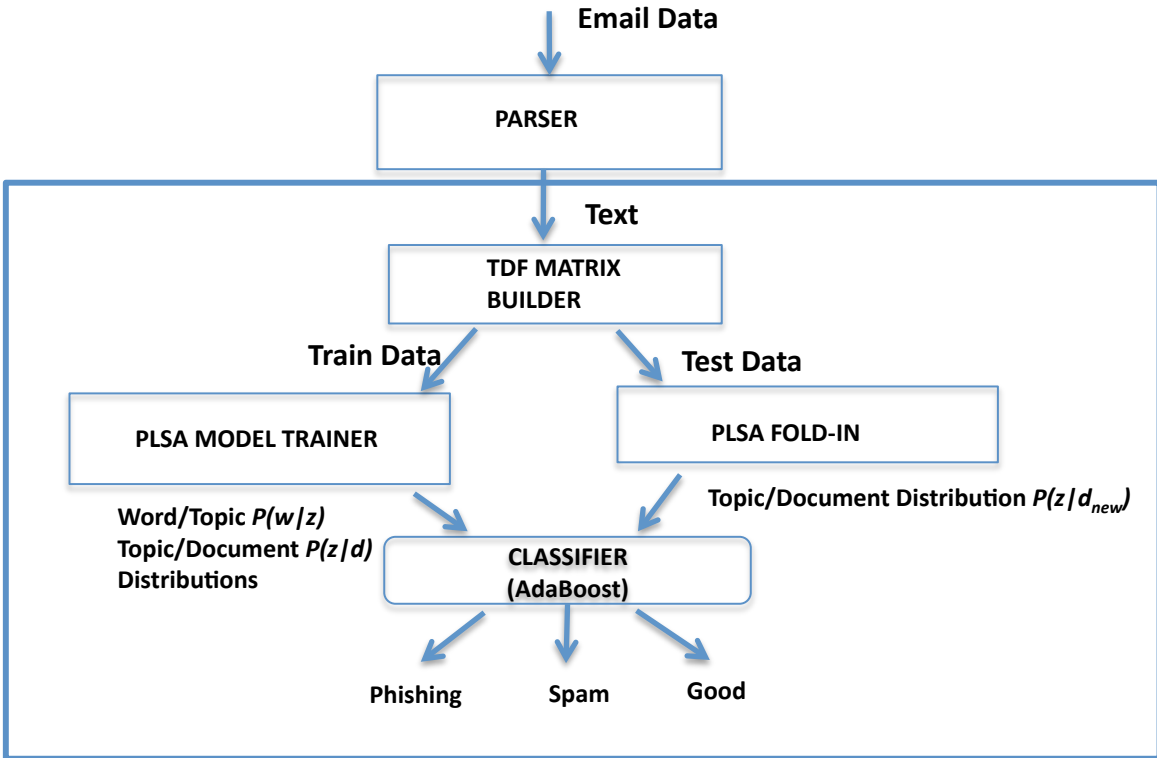 Email Data
PARSER
Text
TDF MATRIX
BUILDER
Train Data
Test Data
PLSA MODEL TRAINER
PLSA FOLD-IN
Word/Topic P(w|z)
Topic/Document P(z|d)
Distributions
Topic/Document Distribution P(z|d_new)
CLASSIFIER
(AdaBoost)
Phishing
Spam
Good